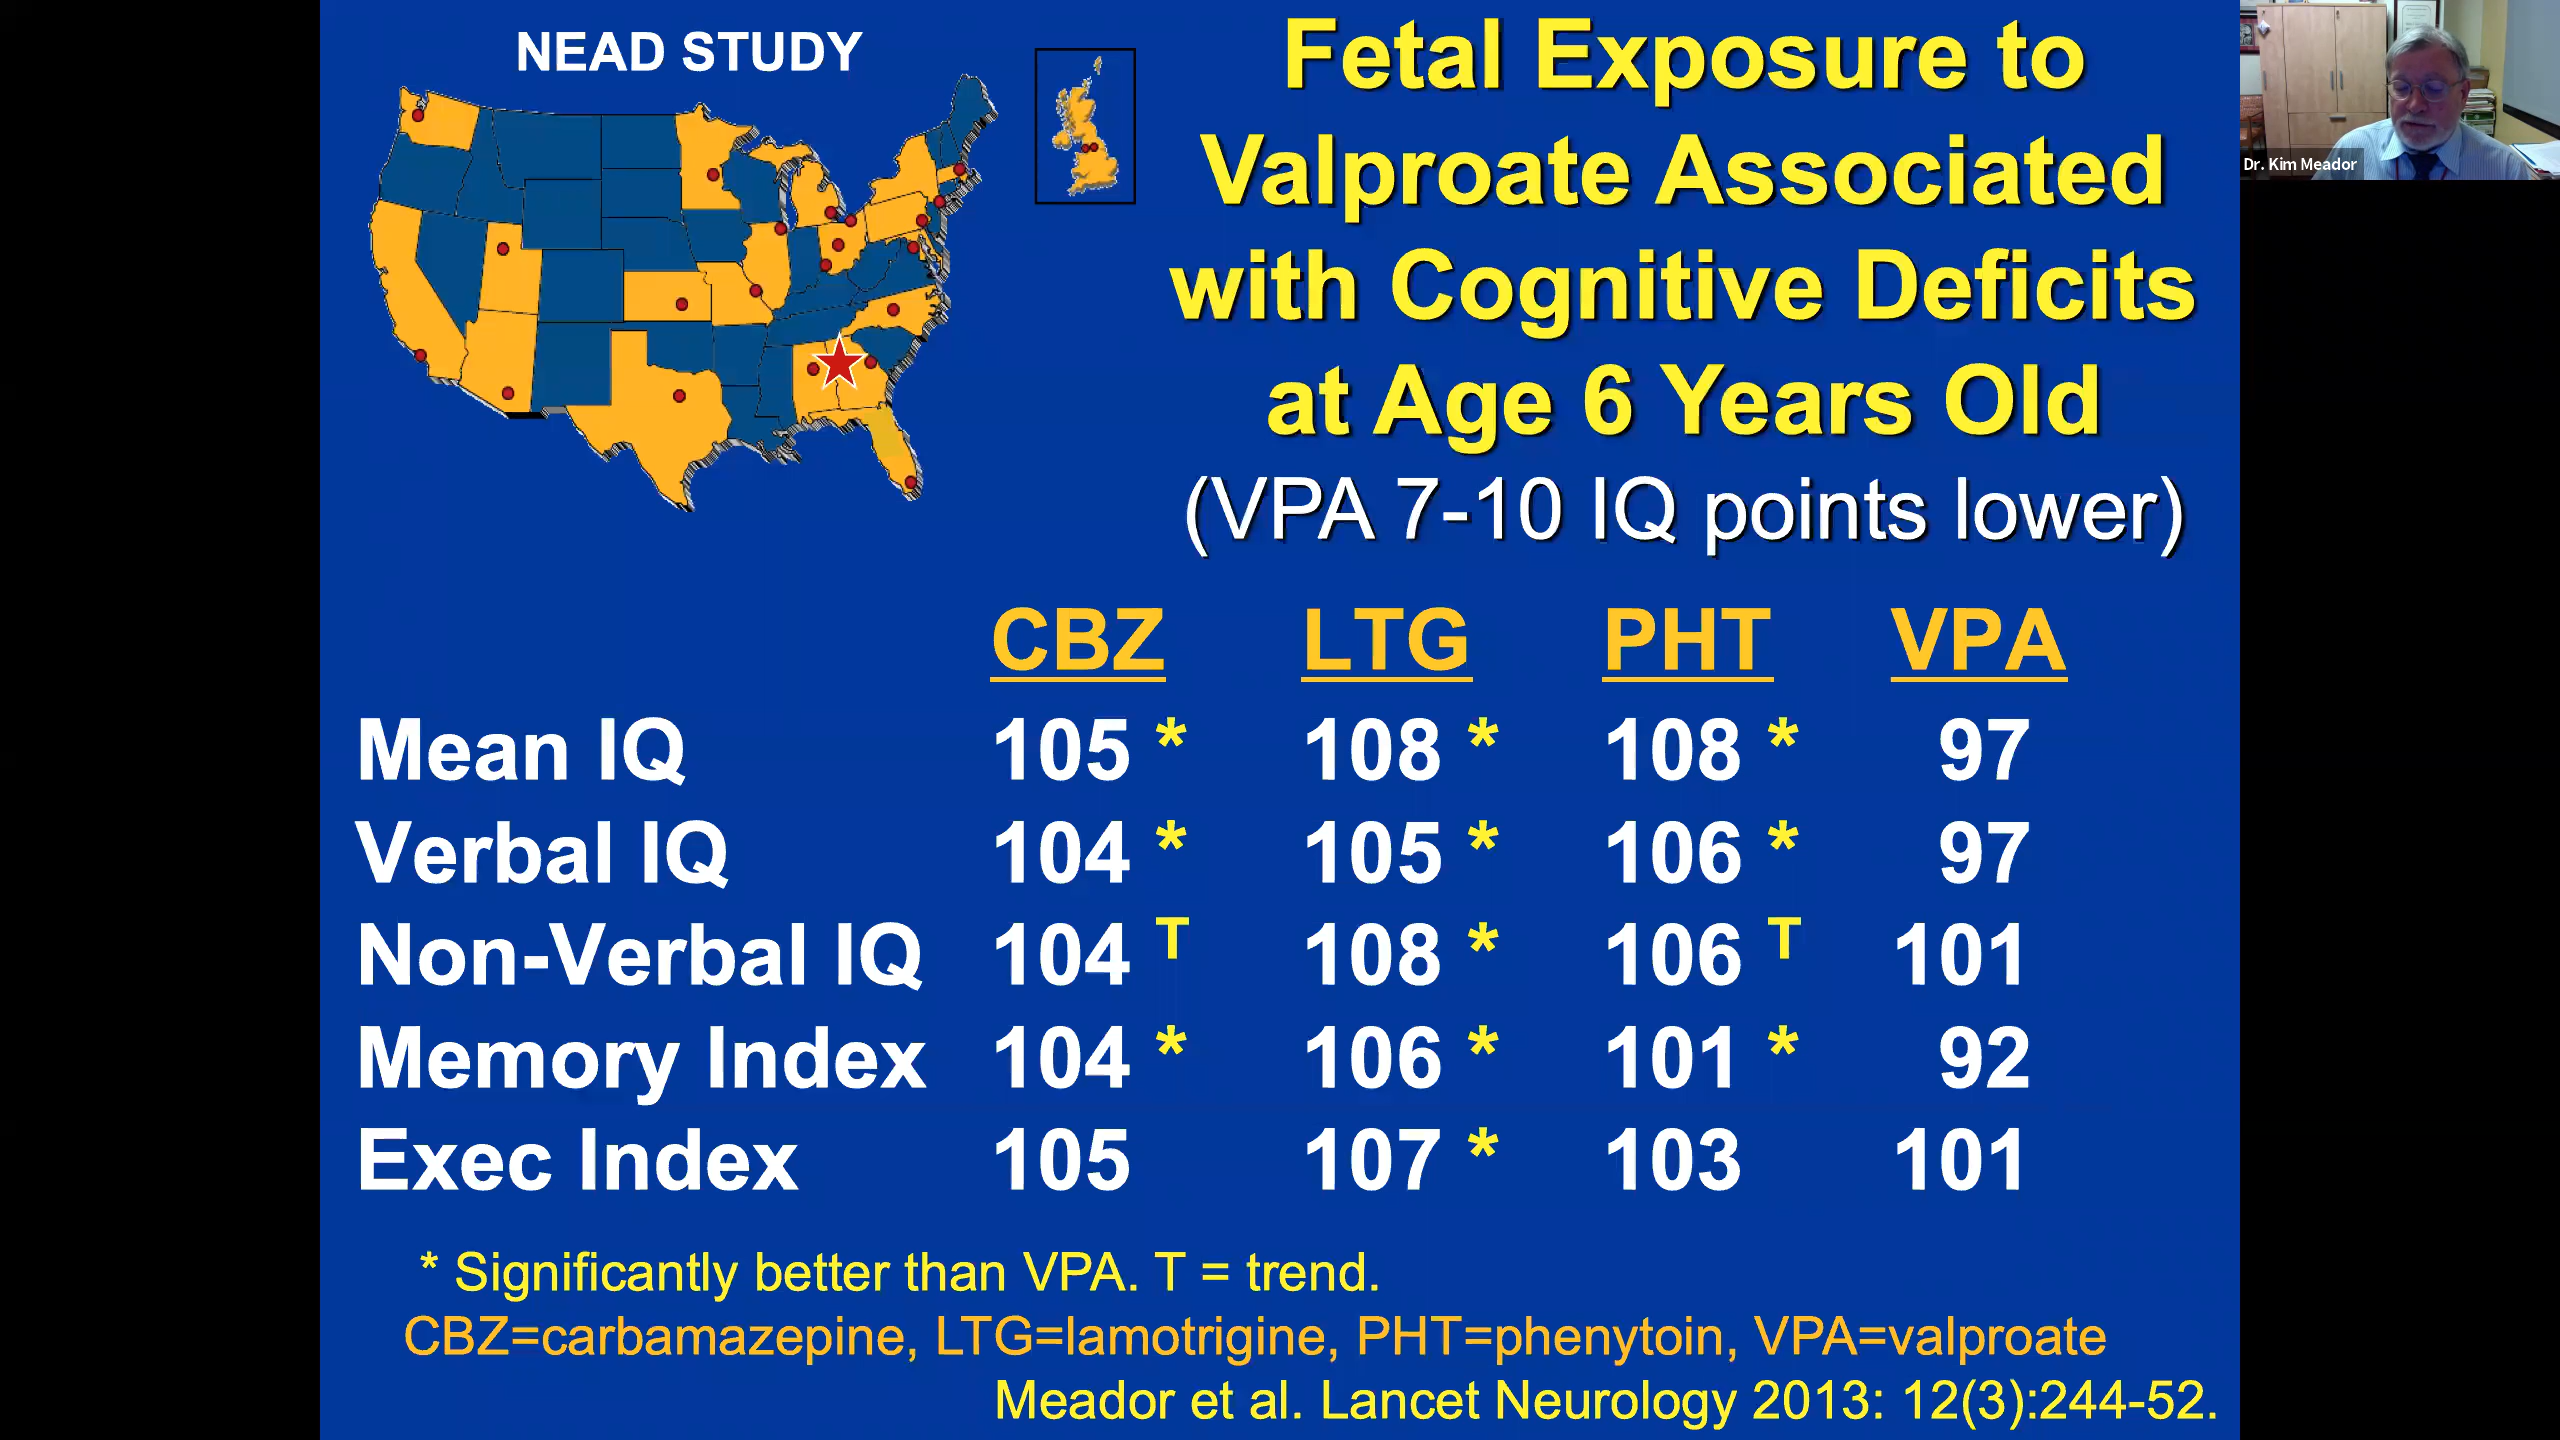 NEAD STUDY
Fetal Exposure to
Valproate Associated
with Cognitive Deficits
at Age 6 Years Old
(VPA 7-10 IQ points lower)
Dr. Kim Meador
CBZ LTG PHT VPA
Mean IQ 105 * 108 * 108 * 97
Verbal IQ 104 * 105 * 106 * 97
Non-Verbal IQ 104 T 108 * 106 T 101
Memory Index 104 * 106 * 101 * 92
Exec Index 105 107 * 103 101
* Significantly better than VPA. T = trend.
CBZ=carbamazepine, LTG=lamotrigine, PHT=phenytoin, VPA=valproate
Meador et al. Lancet Neurology 2013: 12(3):244-52.